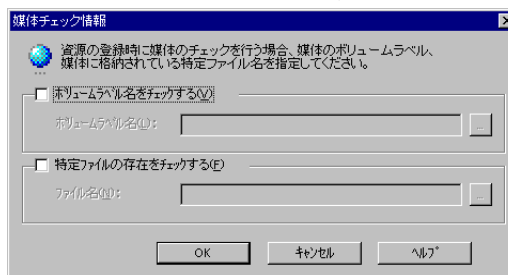 媒体チェック情報
資源の登録時に媒体のチェックを行う場合、媒体のボリュームラベル、
媒体に格納されている特定ファイル名を指定してください。
ボリュームラベル名をチェックする(V)
ボリュームラベル名(L):
...
特定ファイルの存在をチェックする(F)
ファイル名(N):
...
OK
キャンセル
ヘルプ